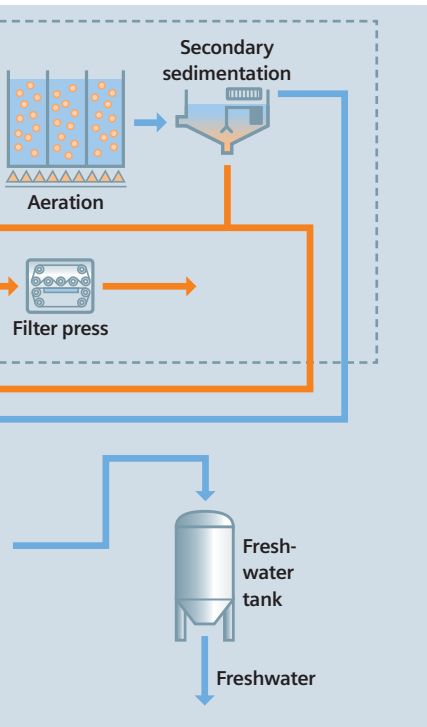 Secondary
sedimentation
Aeration
Filter press
Fresh-
water
tank
Freshwater